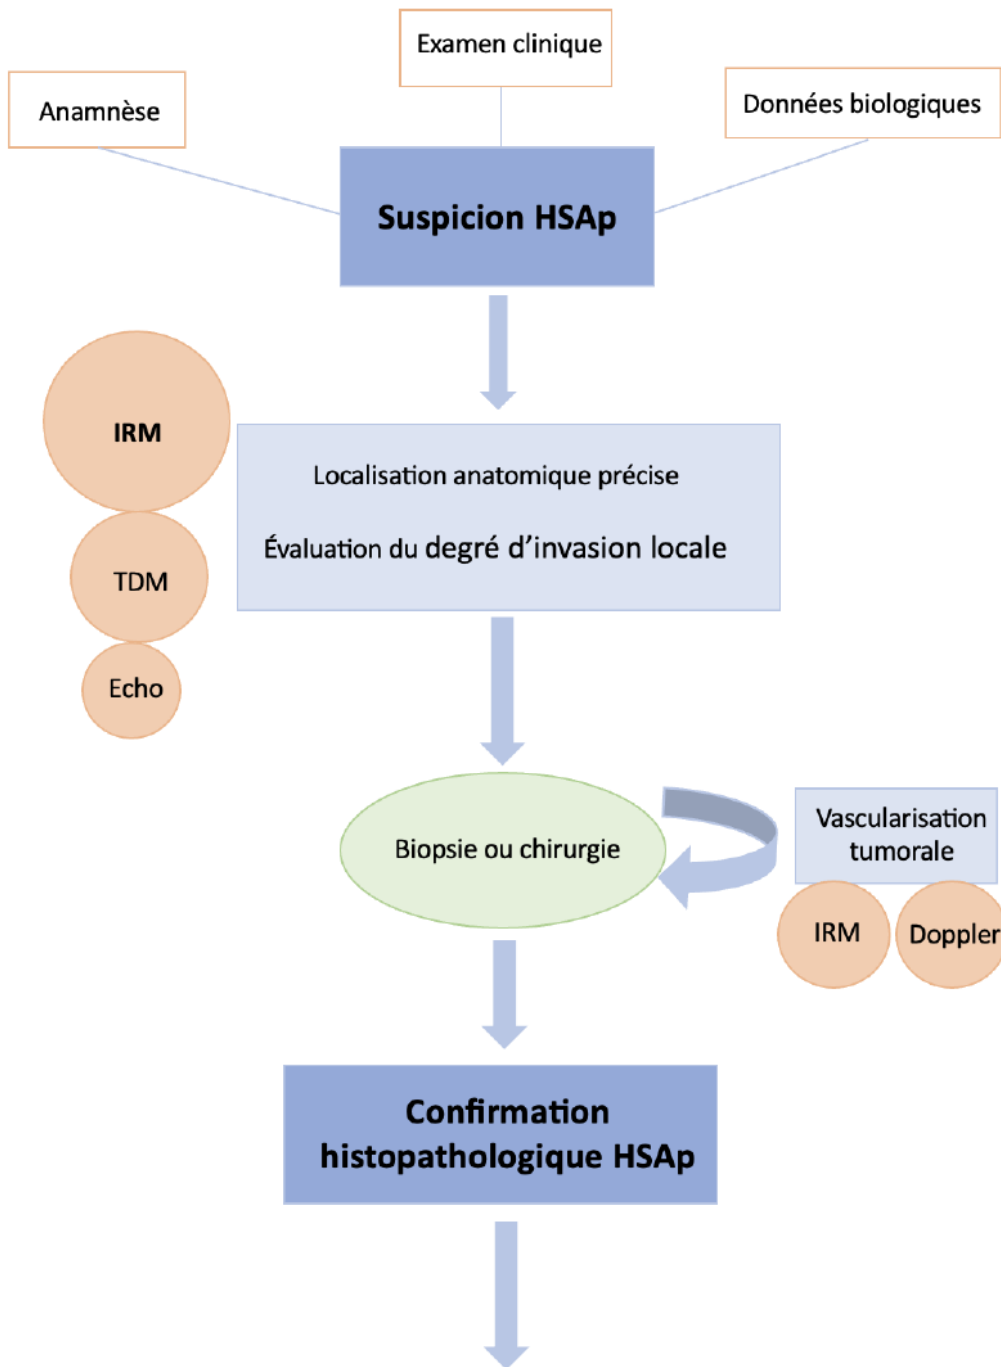 Examen clinique
Anamnèse
Données biologiques
Suspicion HSAp
IRM
Localisation anatomique précise
Évaluation du degré d’invasion locale
TDM
Echo
Biopsie ou chirurgie
Vascularisation
tumorale
IRM
Doppler
Confirmation
histopathologique HSAp